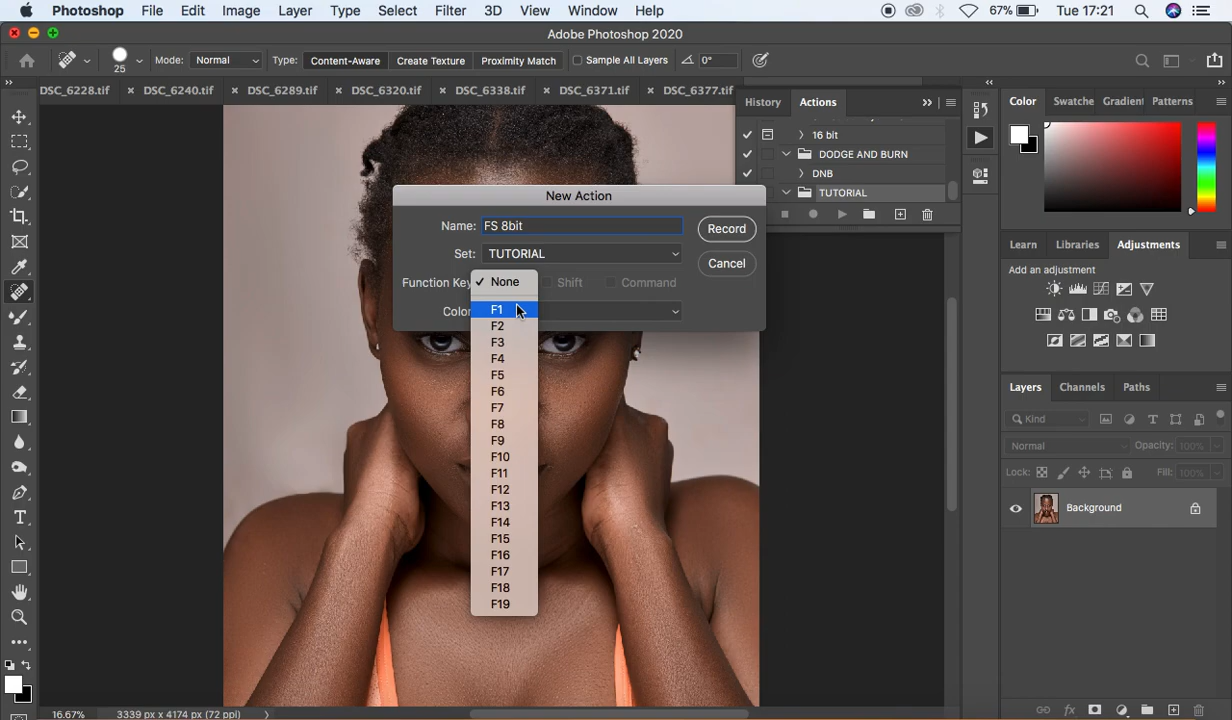 Photoshop File Edit Image Layer Type Select Filter 3D View Window Help 67% Tue 17:21
Adobe Photoshop 2020
25 Mode: Normal Type: Content-Aware Create Texture Proximity Match Sample All Layers 0°
DSC_6228.tif × DSC_6240.tif × DSC_6289.tif × DSC_6320.tif × DSC_6338.tif × DSC_6371.tif × DSC_6377.tif
History Actions
16 bit
DODGE AND BURN
DNB
TUTORIAL
New Action
Name: FS 8bit
Record
Set: TUTORIAL
Cancel
Function Key
Shift Command
Color
✓ None
F1
F2
F3
F4
F5
F6
F7
F8
F9
F10
F11
F12
F13
F14
F15
F16
F17
F18
F19
Color Swatche Gradient Patterns
Learn Libraries Adjustments
Add an adjustment
Layers Channels Paths
Kind
Normal Opacity: 100%
Lock: Fill: 100%
Background
16.67% 3339 px x 4174 px (72 ppi)